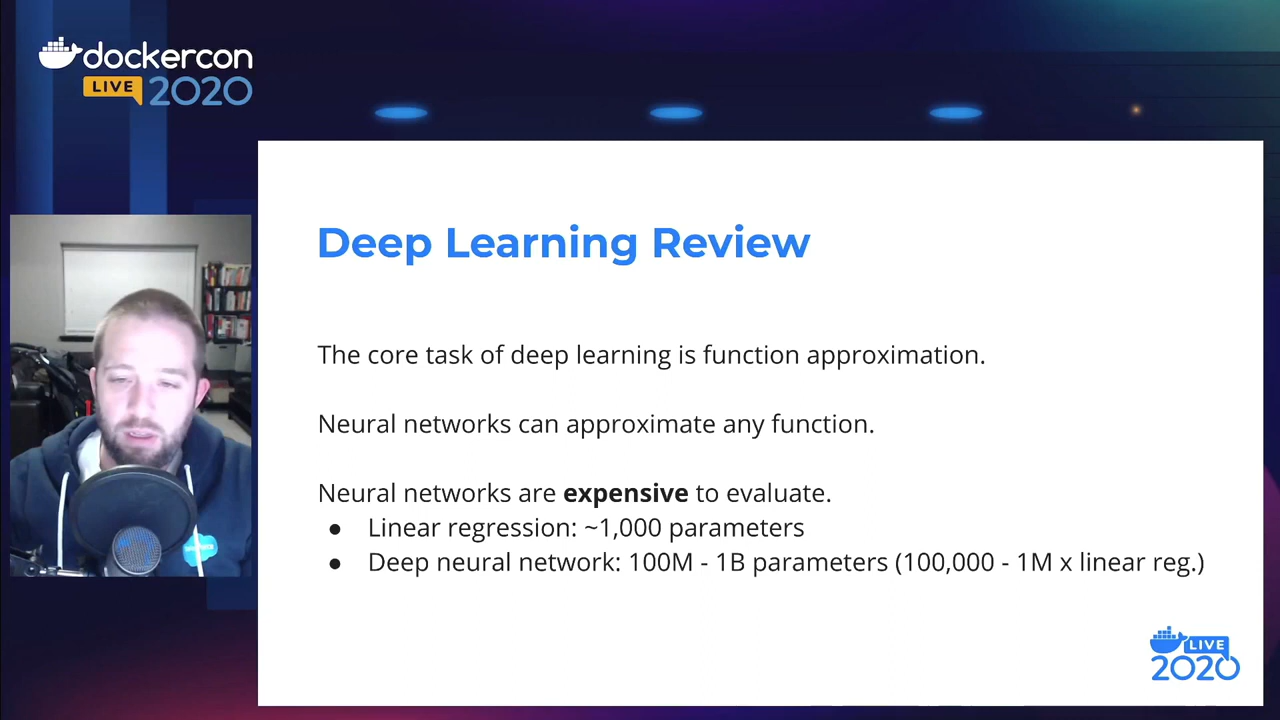 dockercon
LIVE 2020
Deep Learning Review
The core task of deep learning is function approximation.
Neural networks can approximate any function.
Neural networks are expensive to evaluate.
● Linear regression: ~1,000 parameters
● Deep neural network: 100M - 1B parameters (100,000 - 1M x linear reg.)
LIVE
2020